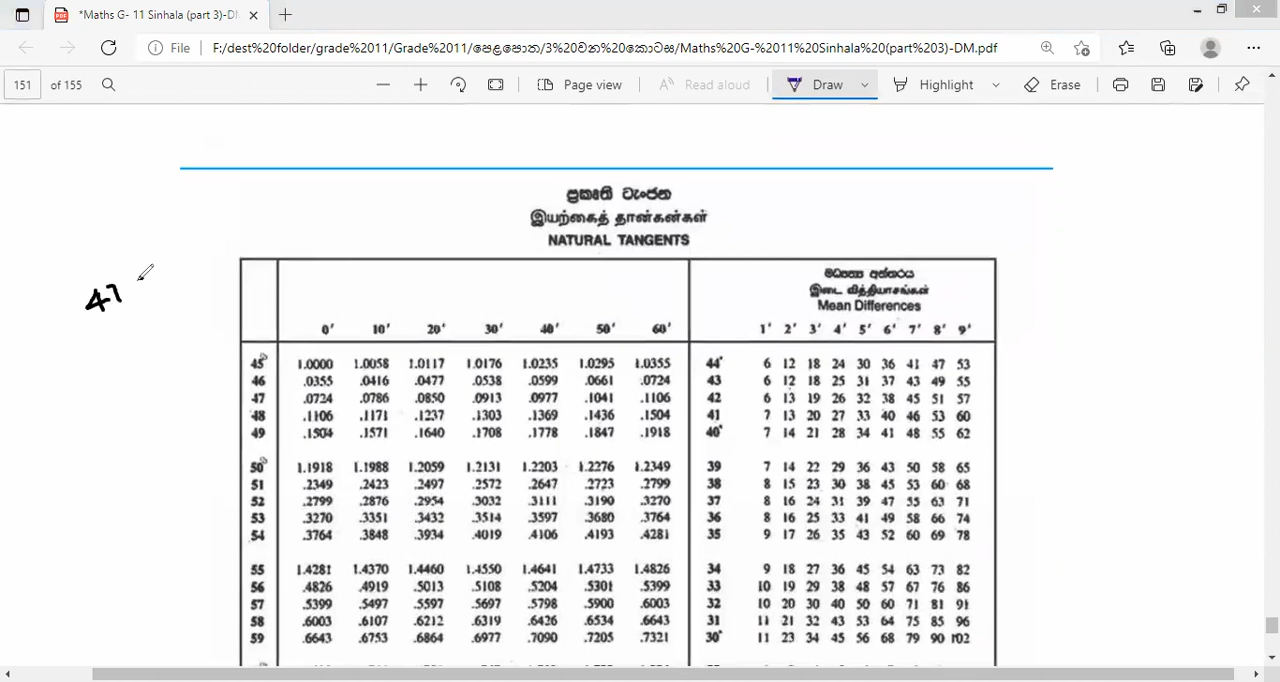 *Maths G- 11 Sinhala (part 3)-DM
File F:/dest%20folder/grade%2011/Grade%2011/පෙළපොත/3%20වන%20කොටස/Maths%20G-%2011%20Sinhala%20(part%203)-DM.pdf
151 of 155 Page view Read aloud Draw Highlight Erase
ප්‍රකෘති ටැංජන
இயற்கைத் தான்கன்கள்
NATURAL TANGENTS
මධ්‍යන්‍ය අන්තරය
இடை வித்தியாசங்கள்
Mean Differences
47
0′ 10′ 20′ 30′ 40′ 50′ 60′ 1′ 2′ 3′ 4′ 5′ 6′ 7′ 8′ 9′
45° 1.0000 1.0058 1.0117 1.0176 1.0235 1.0295 1.0355 44° 6 12 18 24 30 36 41 47 53
46 .0355 .0416 .0477 .0538 .0599 .0661 .0724 43 6 12 18 25 31 37 43 49 55
47 .0724 .0786 .0850 .0913 .0977 .1041 .1106 42 6 13 19 26 32 38 45 51 57
48 .1106 .1171 .1237 .1303 .1369 .1436 .1504 41 7 13 20 27 33 40 46 53 60
49 .1504 .1571 .1640 .1708 .1778 .1847 .1918 40° 7 14 21 28 34 41 48 55 62
50° 1.1918 1.1988 1.2059 1.2131 1.2203 1.2276 1.2349 39 7 14 22 29 36 43 50 58 65
51 .2349 .2423 .2497 .2572 .2647 .2723 .2799 38 8 15 23 30 38 45 53 60 68
52 .2799 .2876 .2954 .3032 .3111 .3190 .3270 37 8 16 24 31 39 47 55 63 71
53 .3270 .3351 .3432 .3514 .3597 .3680 .3764 36 8 16 25 33 41 49 58 66 74
54 .3764 .3848 .3934 .4019 .4106 .4193 .4281 35 9 17 26 35 43 52 60 69 78
55 1.4281 1.4370 1.4460 1.4550 1.4641 1.4733 1.4826 34 9 18 27 36 45 54 63 73 82
56 .4826 .4919 .5013 .5108 .5204 .5301 .5399 33 10 19 29 38 48 57 67 76 86
57 .5399 .5497 .5597 .5697 .5798 .5900 .6003 32 10 20 30 40 50 60 71 81 91
58 .6003 .6107 .6212 .6319 .6426 .6534 .6643 31 11 21 32 43 53 64 75 85 96
59 .6643 .6753 .6864 .6977 .7090 .7205 .7321 30° 11 23 34 45 56 68 79 90 102